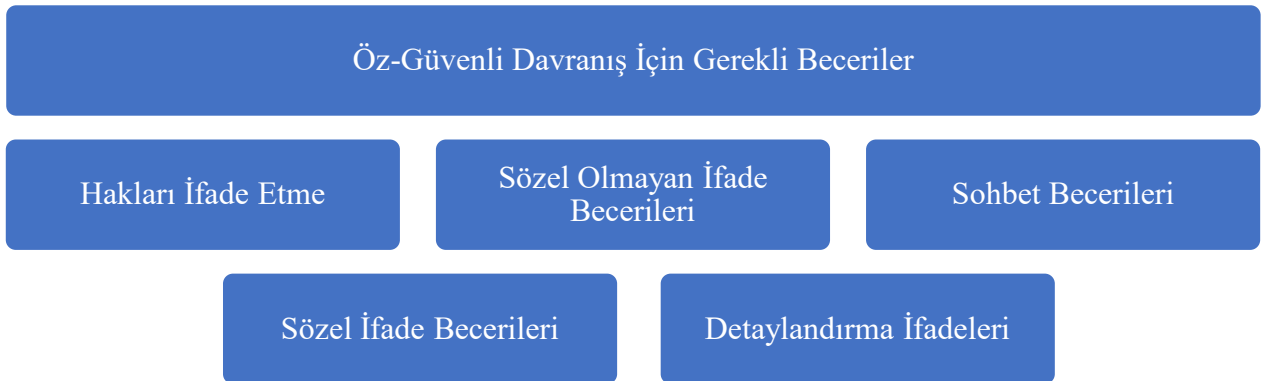 Öz-Güvenli Davranış İçin Gerekli Beceriler
Hakları İfade Etme
Sözel Olmayan İfade
Becerileri
Sohbet Becerileri
Sözel İfade Becerileri
Detaylandırma İfadeleri